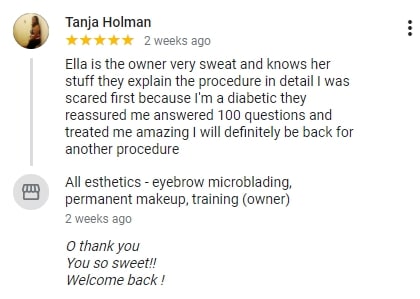 Tanja Holman
★★★★★ 2 weeks ago
Ella is the owner very sweat and knows her
stuff they explain the procedure in detail I was
scared first because I'm a diabetic they
reassured me answered 100 questions and
treated me amazing I will definitely be back for
another procedure
All esthetics - eyebrow microblading,
permanent makeup, training (owner)
2 weeks ago
O thank you
You so sweet!!
Welcome back !